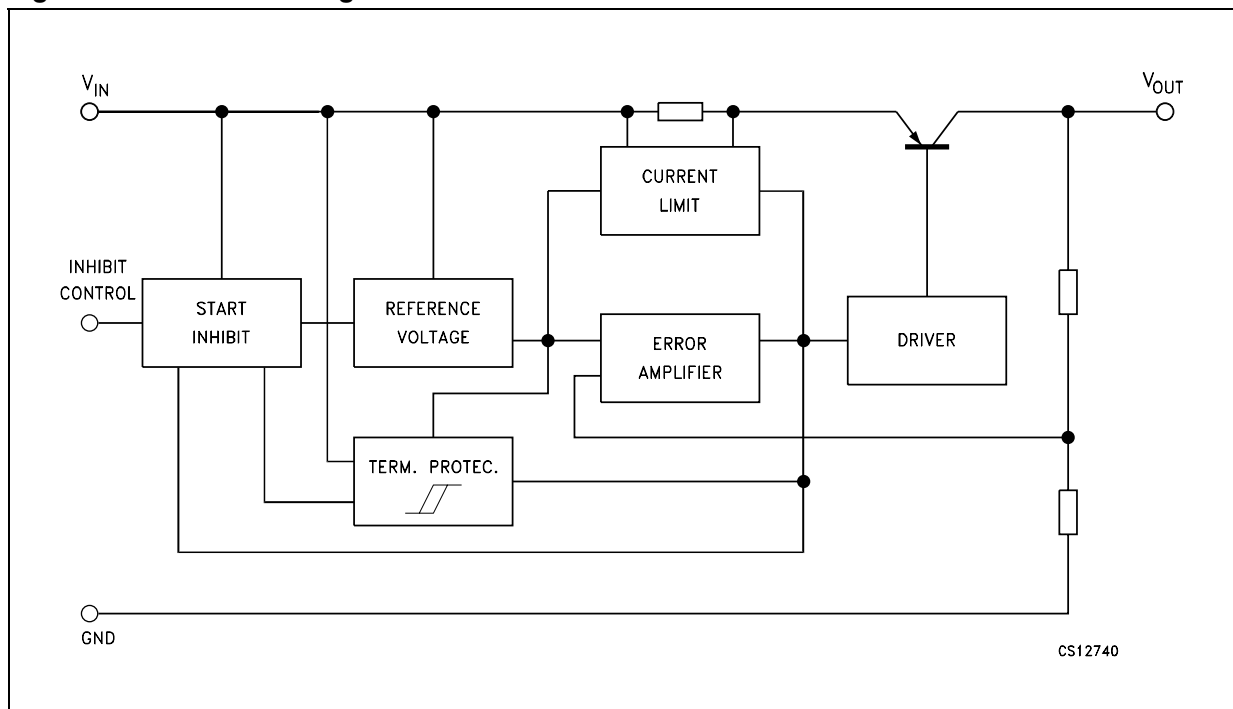 V_IN
V_OUT
CURRENT
LIMIT
INHIBIT
CONTROL
START
INHIBIT
REFERENCE
VOLTAGE
ERROR
AMPLIFIER
DRIVER
TERM. PROTEC.
GND
CS12740